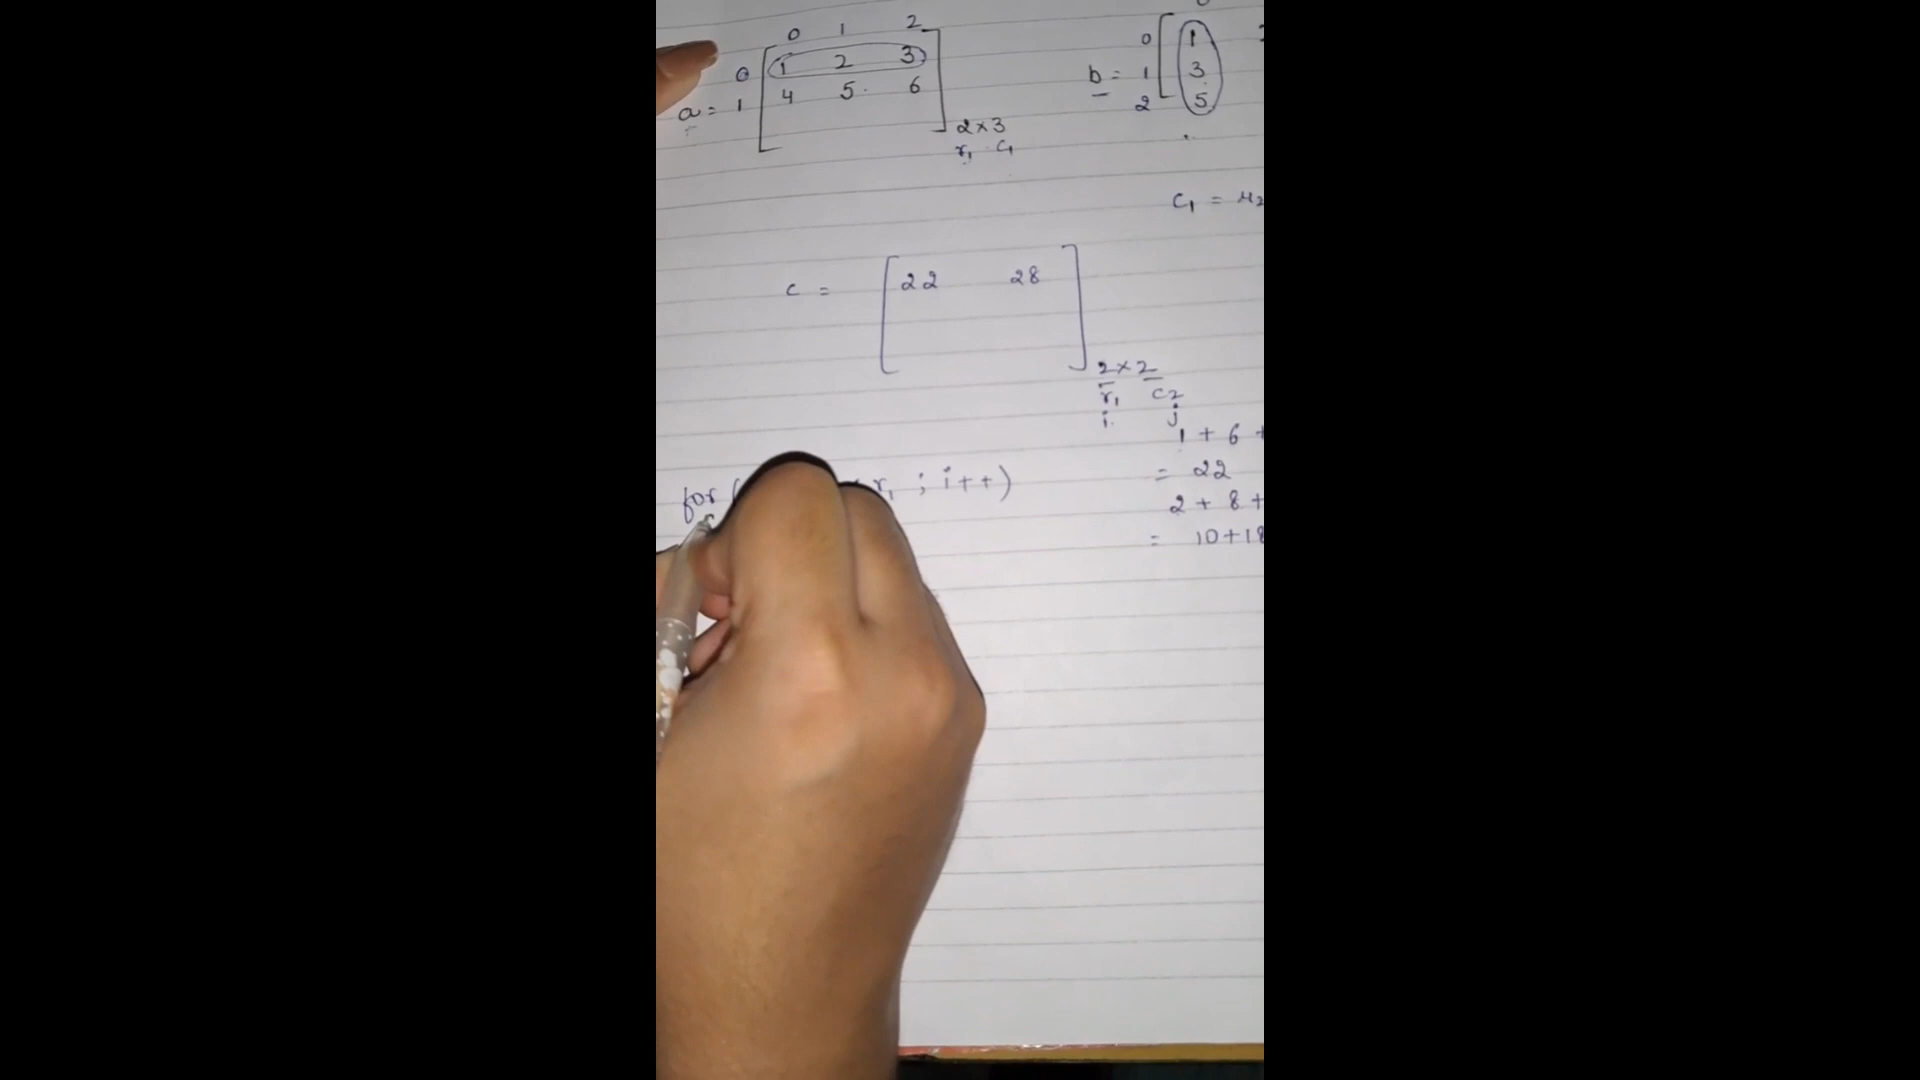 0 1 2
0 1 2 3
a = 1 4 5 6
2 × 3
r₁ c₁
0 1
b = 1 3
2 5
c₁ = r₂
c = 22 28
2 × 2
r₁ c₂
i j
1 + 6 +
= 22
2 + 8 +
= 10 + 18
for ( r₁ ; i++)